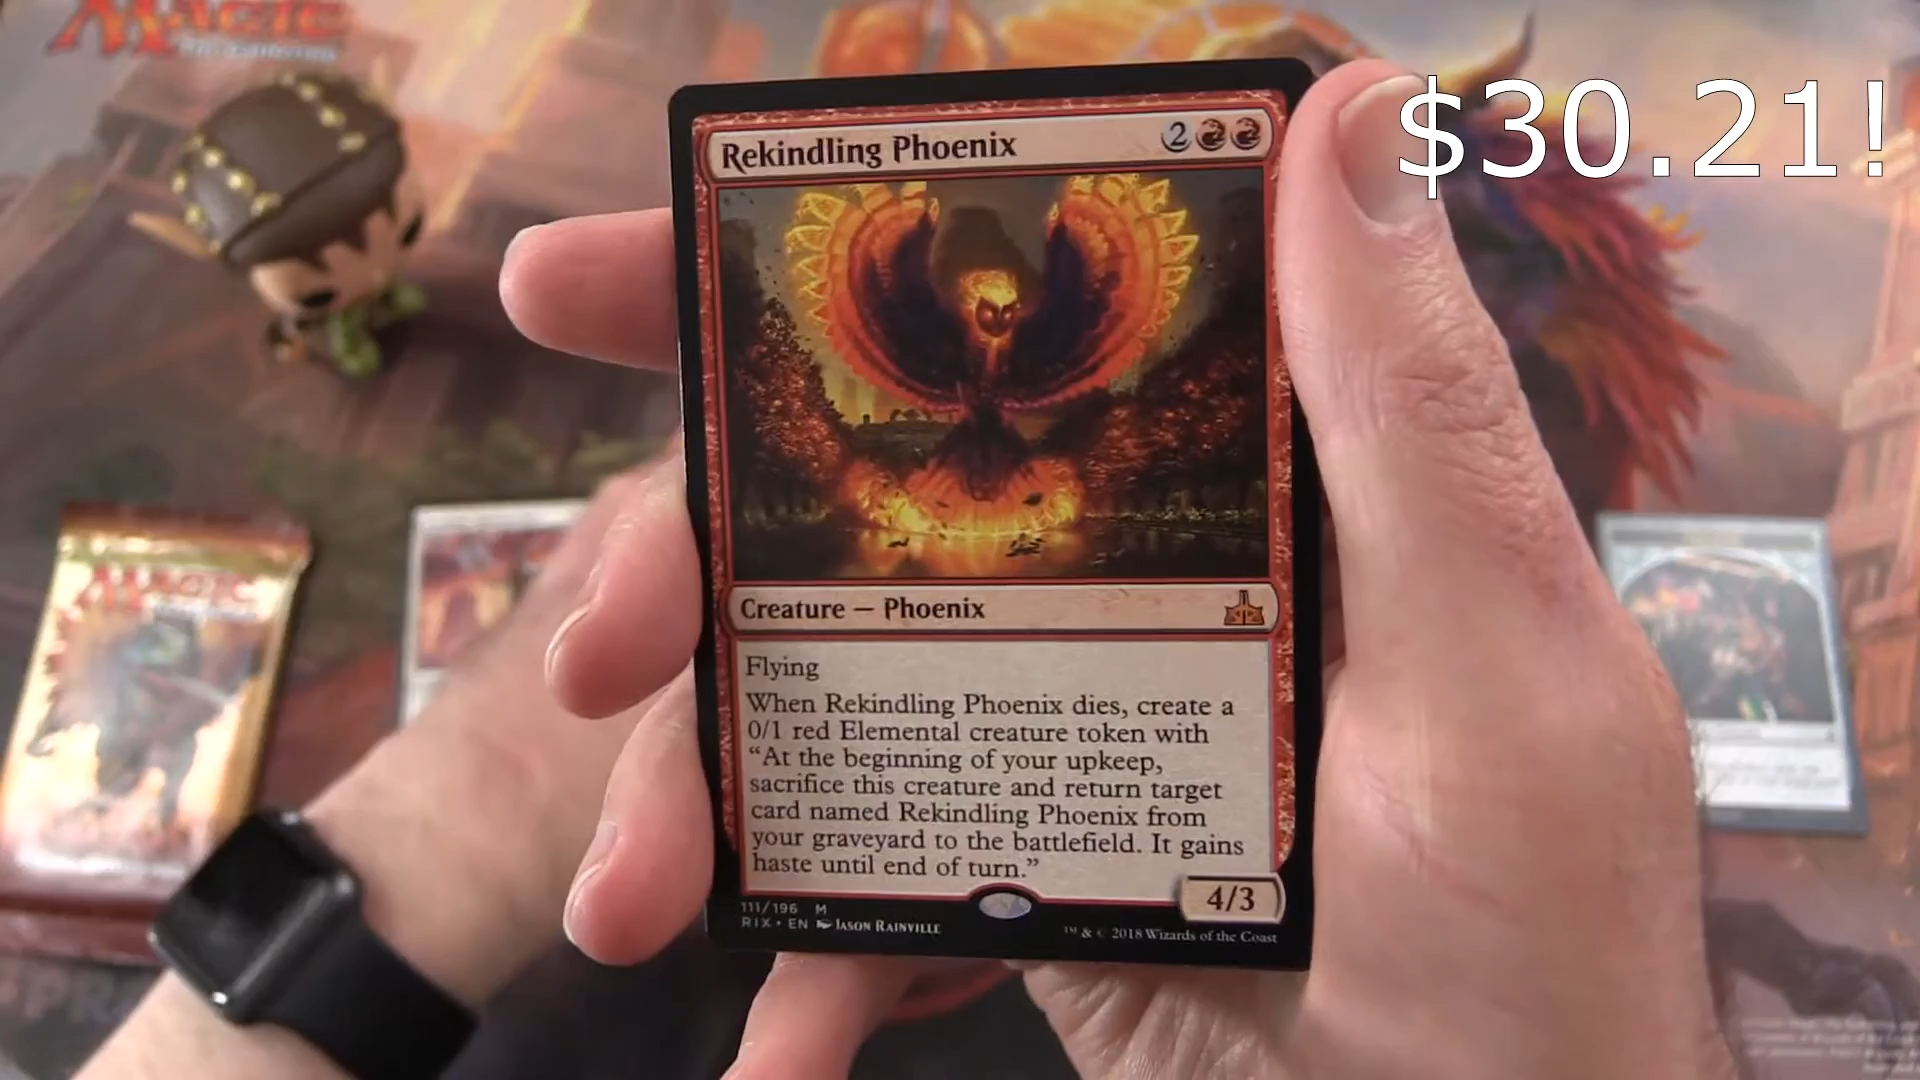 MAGIC
$30.21!
Rekindling Phoenix 2
Creature — Phoenix
Flying
When Rekindling Phoenix dies, create a
0/1 red Elemental creature token with
“At the beginning of your upkeep,
sacrifice this creature and return target
card named Rekindling Phoenix from
your graveyard to the battlefield. It gains
haste until end of turn.”
4/3
111/196 M
RIX • EN JASON RAINVILLE
™ & © 2018 Wizards of the Coast
MAGIC